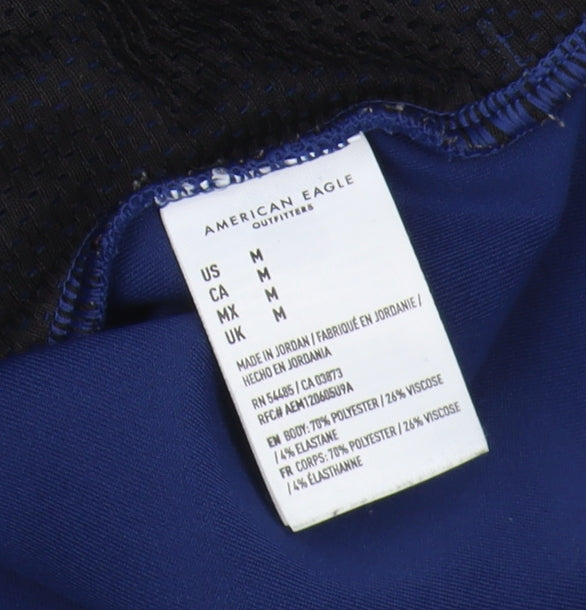 AMERICAN EAGLE
OUTFITTERS
US M
CA M
MX M
UK M
MADE IN JORDAN / FABRIQUÉ EN JORDANIE /
HECHO EN JORDANIA
RN 54485 / CA 03873
RFC# AEM120605U9A
EN BODY: 70% POLYESTER / 26% VISCOSE
/ 4% ELASTANE
FR CORPS: 70% POLYESTER / 26% VISCOSE
/ 4% ÉLASTHANNE